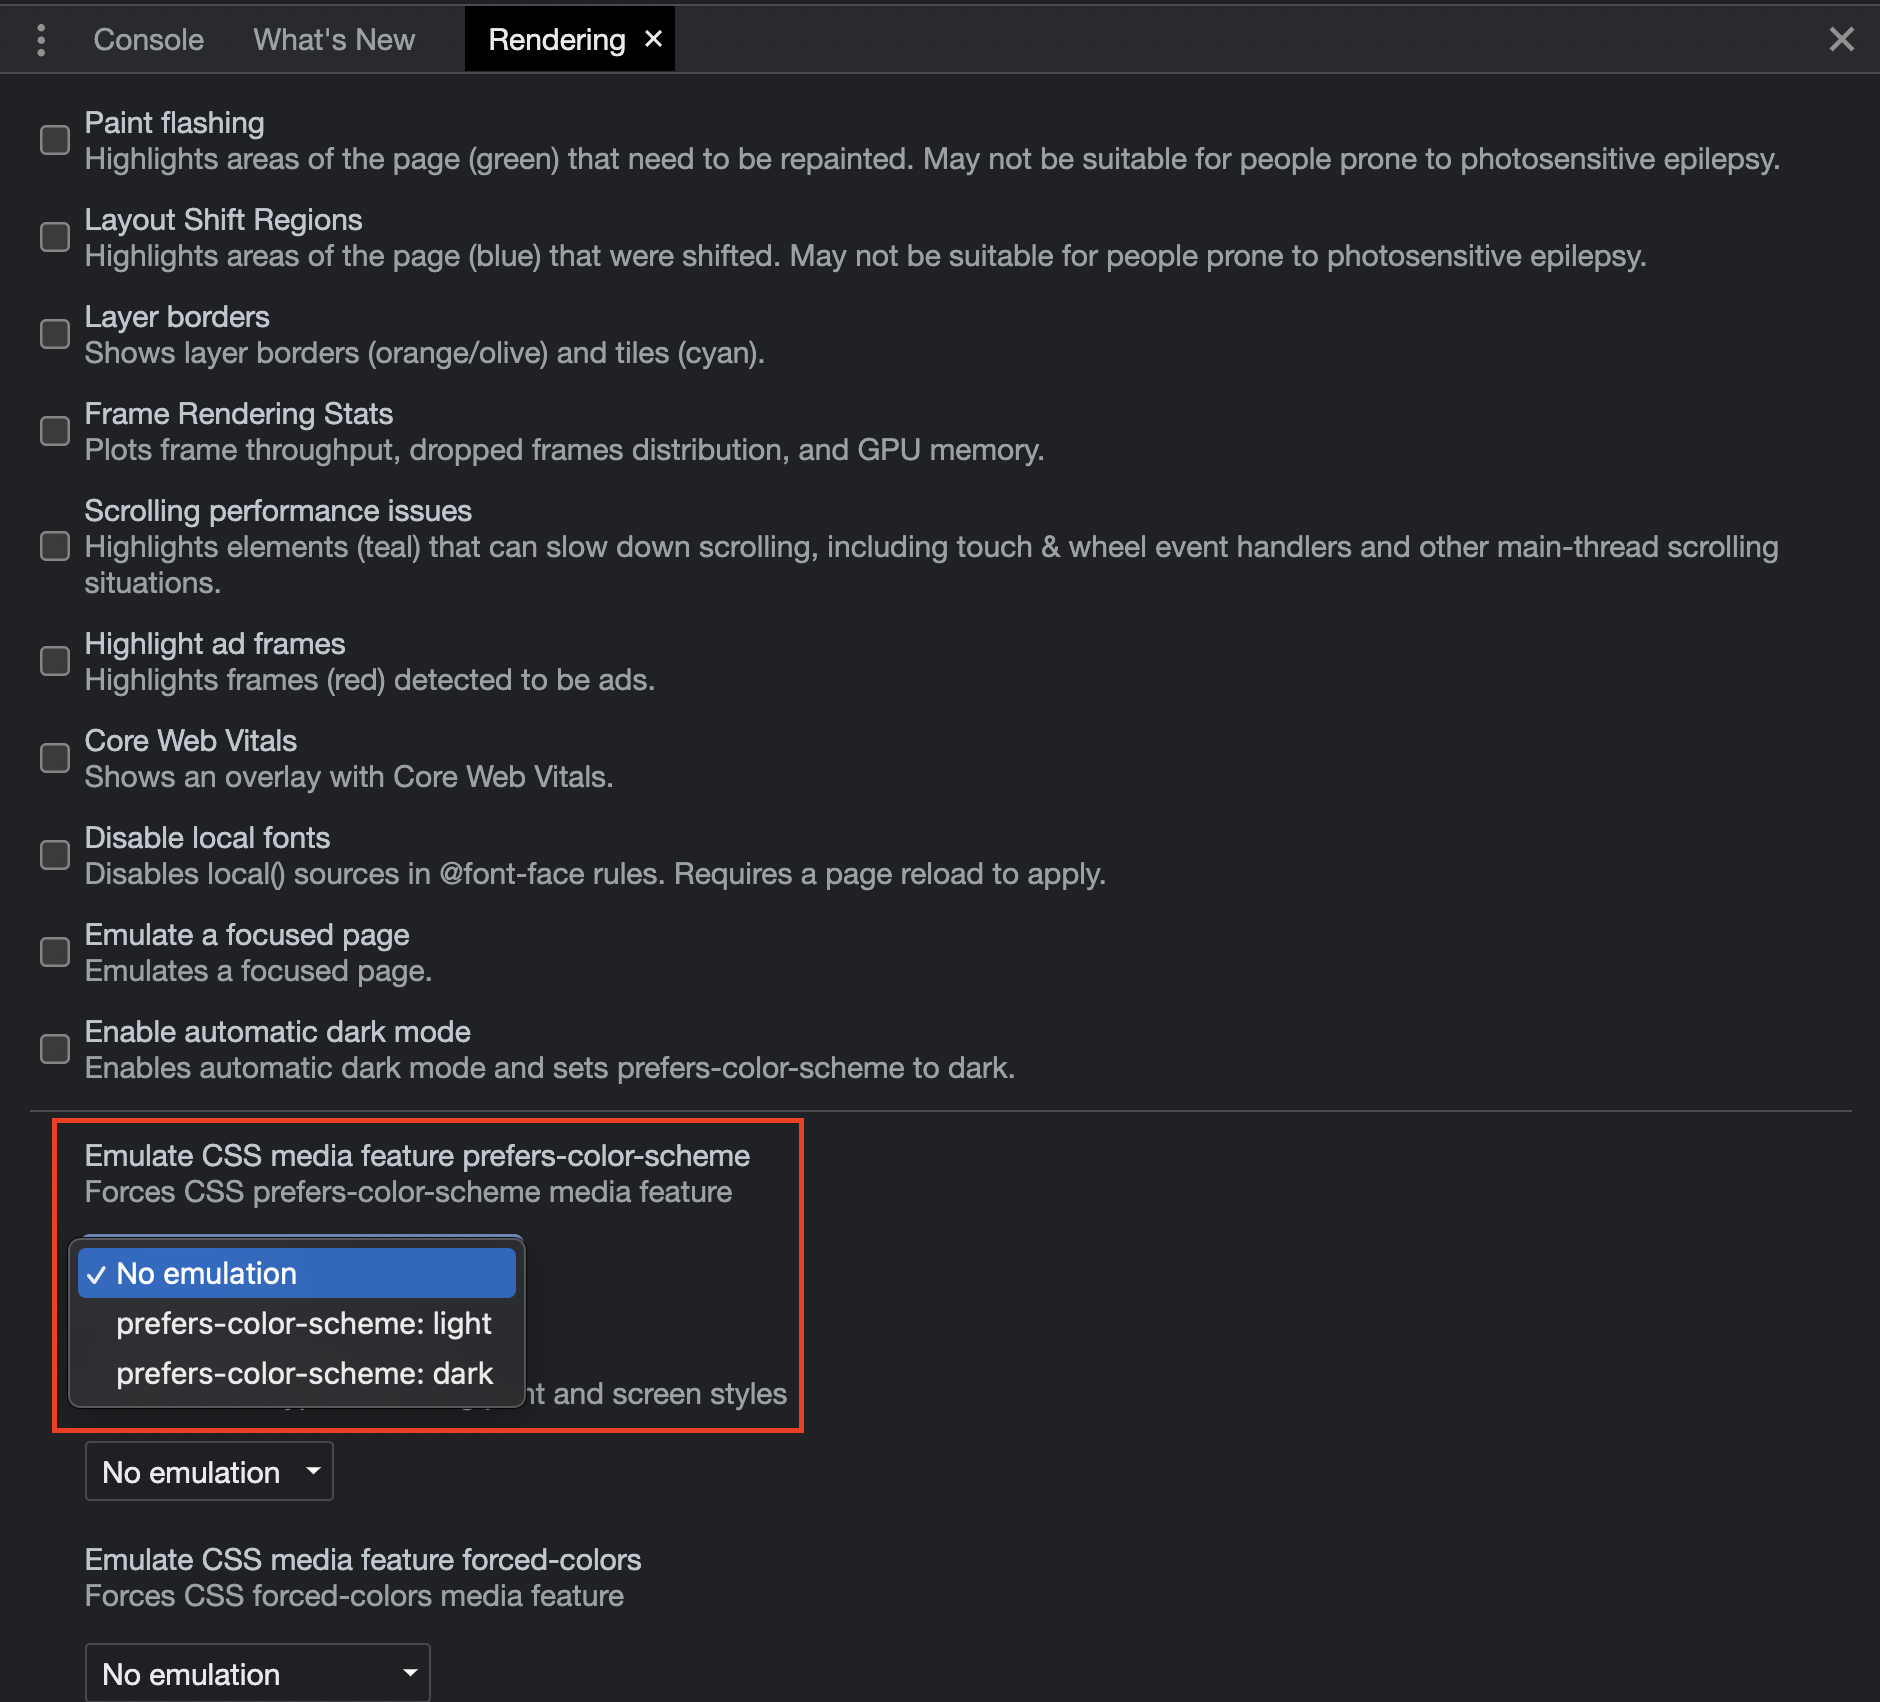 Console What's New Rendering
Paint flashing
Highlights areas of the page (green) that need to be repainted. May not be suitable for people prone to photosensitive epilepsy.
Layout Shift Regions
Highlights areas of the page (blue) that were shifted. May not be suitable for people prone to photosensitive epilepsy.
Layer borders
Shows layer borders (orange/olive) and tiles (cyan).
Frame Rendering Stats
Plots frame throughput, dropped frames distribution, and GPU memory.
Scrolling performance issues
Highlights elements (teal) that can slow down scrolling, including touch & wheel event handlers and other main-thread scrolling
situations.
Highlight ad frames
Highlights frames (red) detected to be ads.
Core Web Vitals
Shows an overlay with Core Web Vitals.
Disable local fonts
Disables local() sources in @font-face rules. Requires a page reload to apply.
Emulate a focused page
Emulates a focused page.
Enable automatic dark mode
Enables automatic dark mode and sets prefers-color-scheme to dark.
Emulate CSS media feature prefers-color-scheme
Forces CSS prefers-color-scheme media feature
No emulation
prefers-color-scheme: light
prefers-color-scheme: dark
and screen styles
No emulation
Emulate CSS media feature forced-colors
Forces CSS forced-colors media feature
No emulation